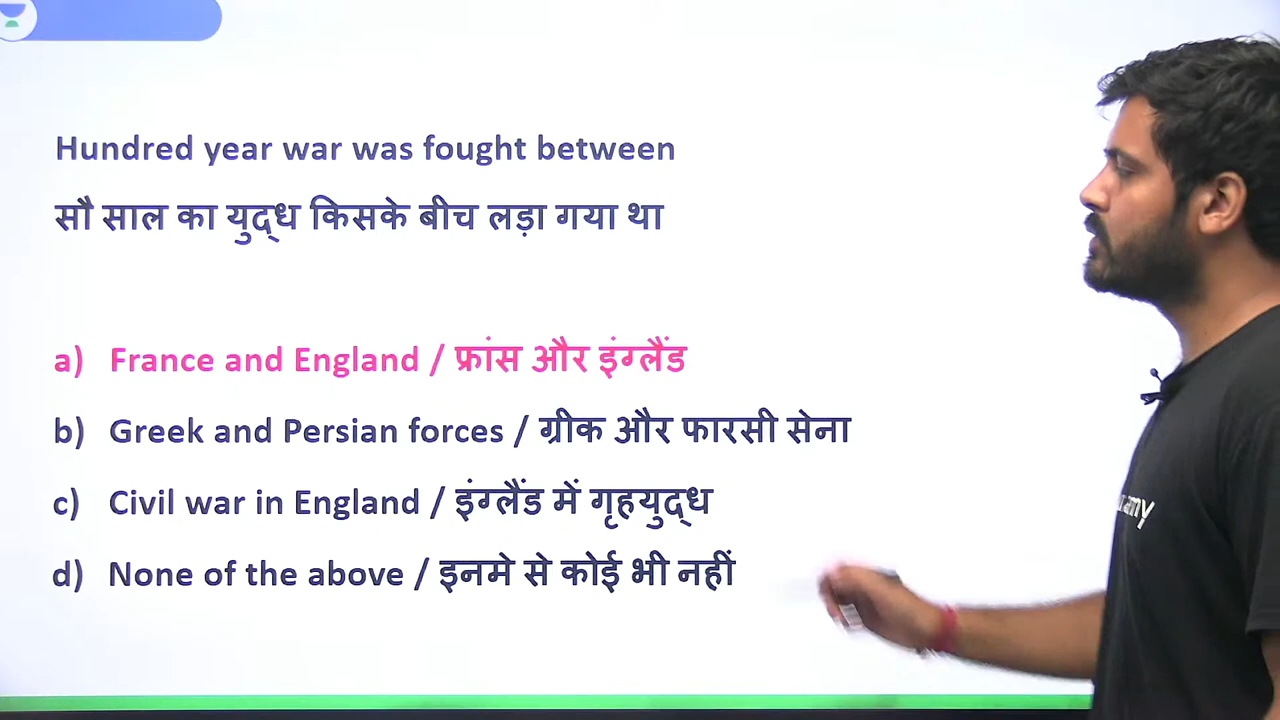 Hundred year war was fought between
सौ साल का युद्ध किसके बीच लड़ा गया था
a) France and England / फ्रांस और इंग्लैंड
b) Greek and Persian forces / ग्रीक और फारसी सेना
c) Civil war in England / इंग्लैंड में गृहयुद्ध
d) None of the above / इनमे से कोई भी नहीं